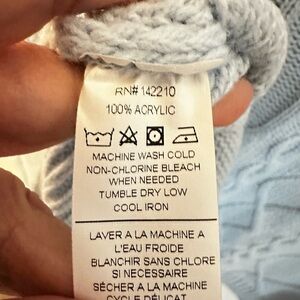 RN# 142210
100% ACRYLIC
MACHINE WASH COLD
NON-CHLORINE BLEACH
WHEN NEEDED
TUMBLE DRY LOW
COOL IRON
LAVER A LA MACHINE A
L'EAU FROIDE
BLANCHIR SANS CHLORE
SI NECESSAIRE
SÉCHER A LA MACHINE
CYCLE DÉLICAT